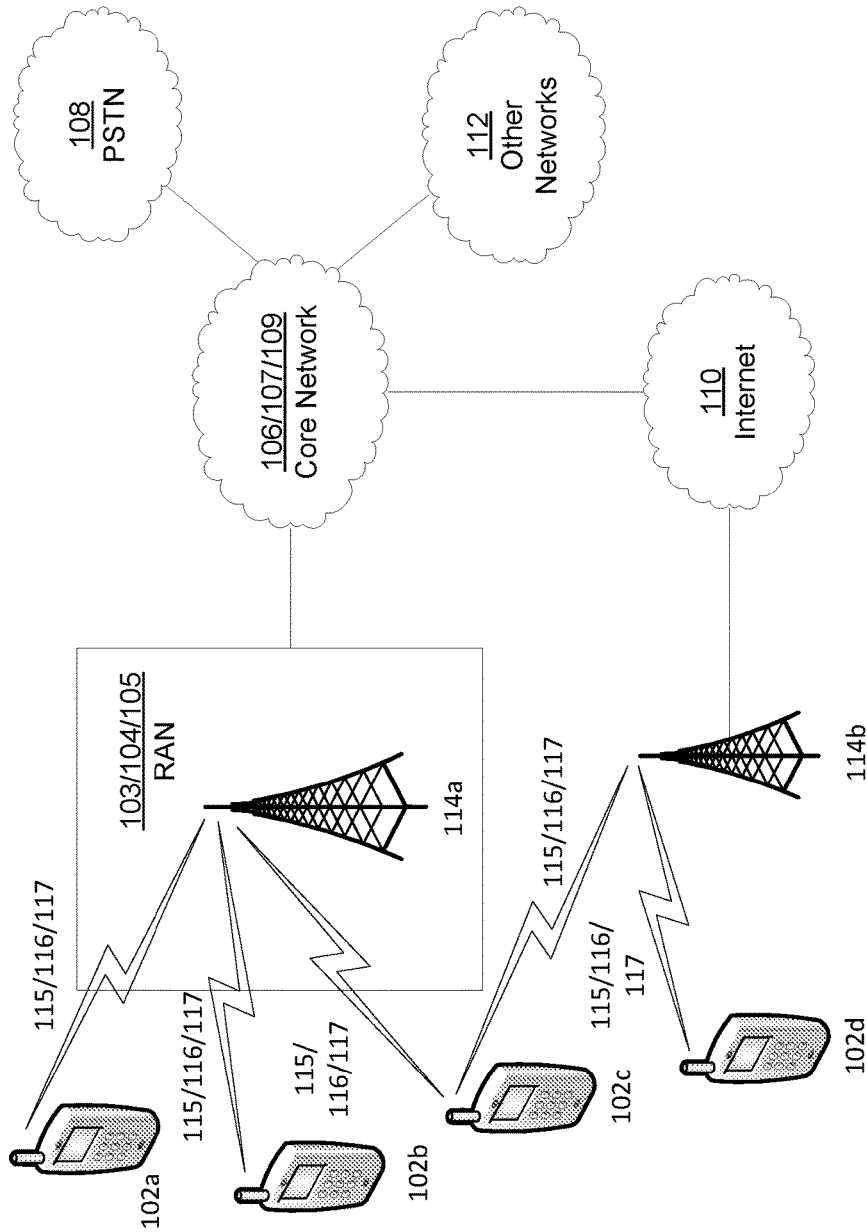 102a
115/116/117
103/104/105
RAN
108
PSTN
102b
115/116/117
114a
106/107/109
Core Network
115/
116/117
112
Other
Networks
102c
115/116/117
115/116/
117
102d
114b
110
Internet